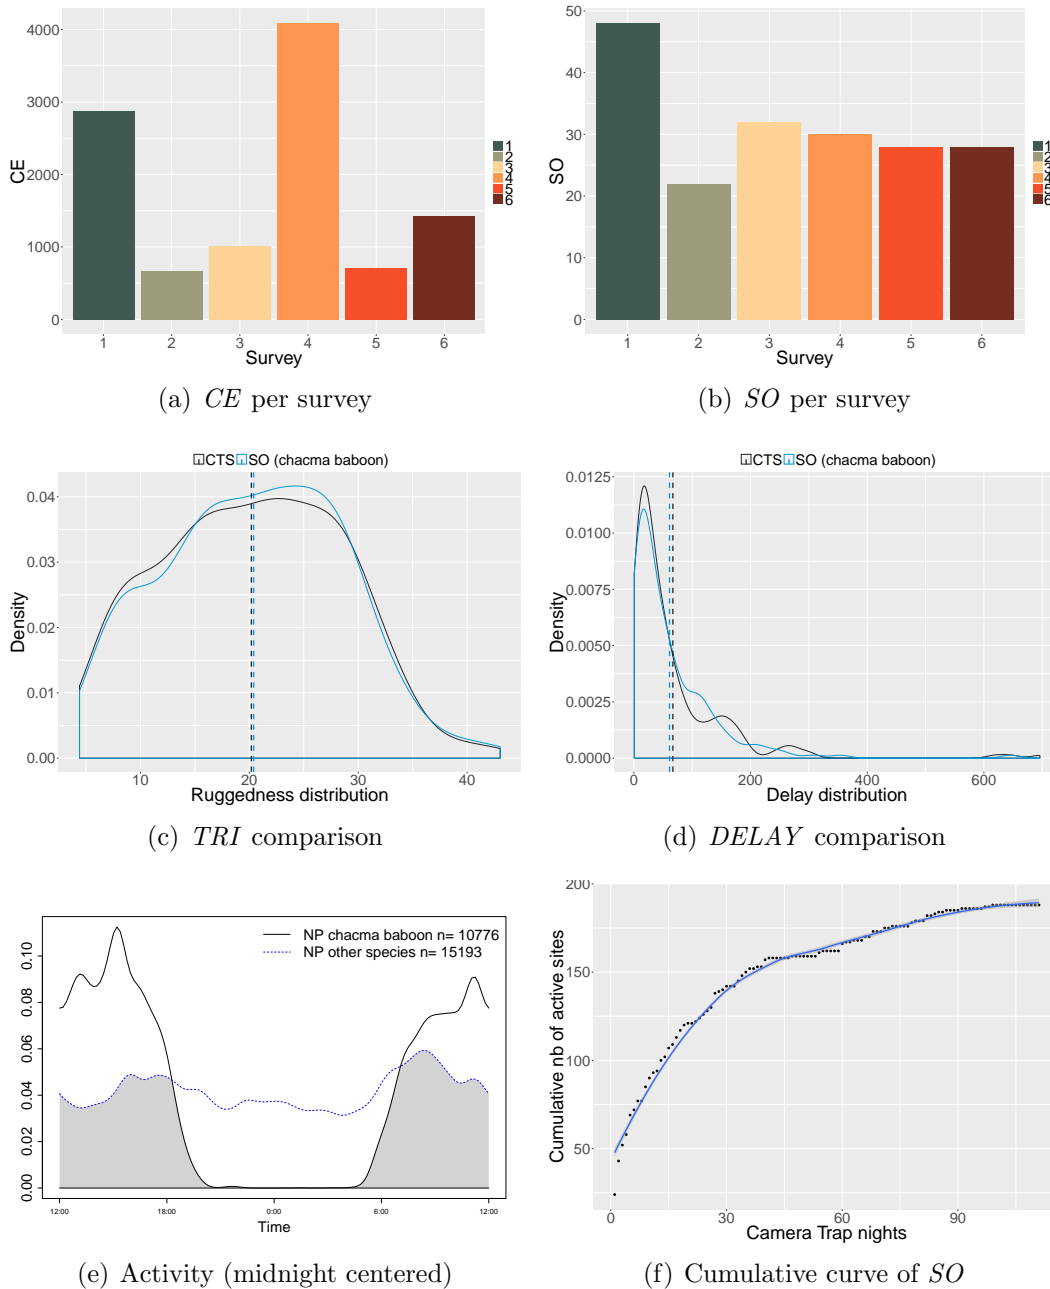 4000
3000
2000
1000
0
CE
1 2 3 4 5 6
Survey
1
2
3
4
5
6
(a) CE per survey
50
40
30
20
10
0
SO
1 2 3 4 5 6
Survey
1
2
3
4
5
6
(b) SO per survey
CTS SO (chacma baboon)
0.04
0.03
0.02
0.01
0.00
Density
10 20 30 40
Ruggedness distribution
(c) TRI comparison
CTS SO (chacma baboon)
0.0125
0.0100
0.0075
0.0050
0.0025
0.0000
Density
0 200 400 600
Delay distribution
(d) DELAY comparison
NP chacma baboon n= 10776
NP other species n= 15193
0.10
0.08
0.06
0.04
0.02
0.00
12:00 18:00 0:00 6:00 12:00
Time
(e) Activity (midnight centered)
200
150
100
50
Cumulative nb of active sites
0 30 60 90
Camera Trap nights
(f) Cumulative curve of SO